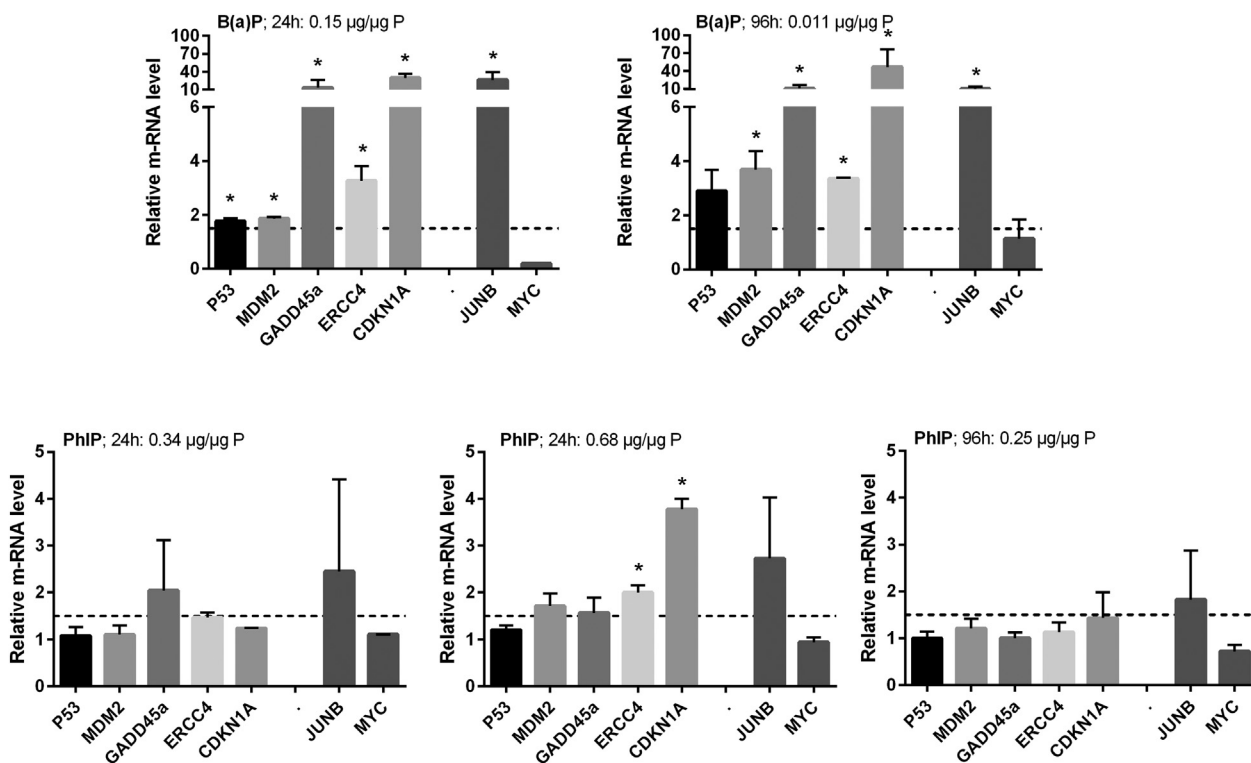 B(a)P; 24h: 0.15 µg/µg P
Relative m-RNA level
100
70
40
10
6
4
2
0
* * * * * *
P53 MDM2 GADD45a ERCC4 CDKN1A . JUNB MYC
B(a)P; 96h: 0.011 µg/µg P
Relative m-RNA level
100
70
40
10
6
4
2
0
* * * * *
P53 MDM2 GADD45a ERCC4 CDKN1A . JUNB MYC
PhIP; 24h: 0.34 µg/µg P
Relative m-RNA level
5
4
3
2
1
0
P53 MDM2 GADD45a ERCC4 CDKN1A . JUNB MYC
PhIP; 24h: 0.68 µg/µg P
Relative m-RNA level
5
4
3
2
1
0
* *
P53 MDM2 GADD45a ERCC4 CDKN1A . JUNB MYC
PhIP; 96h: 0.25 µg/µg P
Relative m-RNA level
5
4
3
2
1
0
P53 MDM2 GADD45a ERCC4 CDKN1A . JUNB MYC